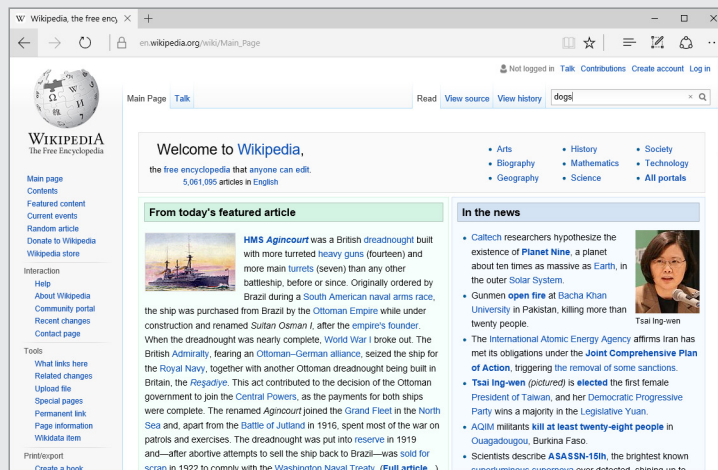 W Wikipedia, the free ency
en.wikipedia.org/wiki/Main_Page
Not logged in Talk Contributions Create account Log in
Main Page Talk
Read View source View history
dogs
WIKIPEDIA
The Free Encyclopedia
Main page
Contents
Featured content
Current events
Random article
Donate to Wikipedia
Wikipedia store
Interaction
Help
About Wikipedia
Community portal
Recent changes
Contact page
Tools
What links here
Related changes
Upload file
Special pages
Permanent link
Page information
Wikidata item
Print/export
Create a book
Welcome to Wikipedia,
the free encyclopedia that anyone can edit.
5,061,095 articles in English
• Arts
• Biography
• Geography
• History
• Mathematics
• Science
• Society
• Technology
• All portals
From today's featured article
HMS Agincourt was a British dreadnought built
with more turreted heavy guns (fourteen) and
more main turrets (seven) than any other
battleship, before or since. Originally ordered by
Brazil during a South American naval arms race,
the ship was purchased from Brazil by the Ottoman Empire while under
construction and renamed Sultan Osman I, after the empire's founder.
When the dreadnought was nearly complete, World War I broke out. The
British Admiralty, fearing an Ottoman–German alliance, seized the ship for
the Royal Navy, together with another Ottoman dreadnought being built in
Britain, the Reşadiye. This act contributed to the decision of the Ottoman
government to join the Central Powers, as the payments for both ships
were complete. The renamed Agincourt joined the Grand Fleet in the North
Sea and, apart from the Battle of Jutland in 1916, spent most of the war on
patrols and exercises. The dreadnought was put into reserve in 1919
and—after abortive attempts to sell the ship back to Brazil—was sold for
scrap in 1922 to comply with the Washington Naval Treaty. (Full article...)
In the news
• Caltech researchers hypothesize the
existence of Planet Nine, a planet
about ten times as massive as Earth, in
the outer Solar System.
• Gunmen open fire at Bacha Khan
University in Pakistan, killing more than
twenty people.
Tsai Ing-wen
• The International Atomic Energy Agency affirms Iran has
met its obligations under the Joint Comprehensive Plan
of Action, triggering the removal of some sanctions.
• Tsai Ing-wen (pictured) is elected the first female
President of Taiwan, and her Democratic Progressive
Party wins a majority in the Legislative Yuan.
• AQIM militants kill at least twenty-eight people in
Ouagadougou, Burkina Faso.
• Scientists describe ASASSN-15lh, the brightest known
superluminous supernova ever detected, shining up to